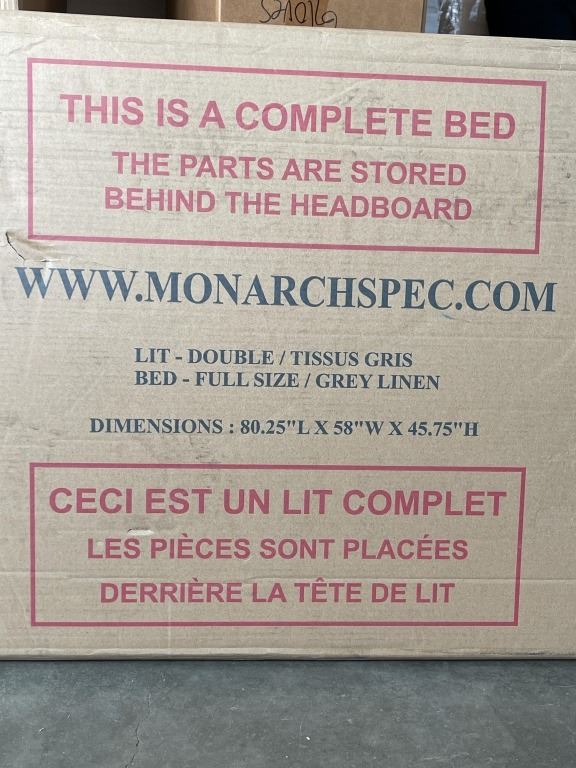 THIS IS A COMPLETE BED
THE PARTS ARE STORED
BEHIND THE HEADBOARD
WWW.MONARCHSPEC.COM
LIT - DOUBLE / TISSUS GRIS
BED - FULL SIZE / GREY LINEN
DIMENSIONS : 80.25"L X 58"W X 45.75"H
CECI EST UN LIT COMPLET
LES PIÈCES SONT PLACÉES
DERRIÈRE LA TÊTE DE LIT